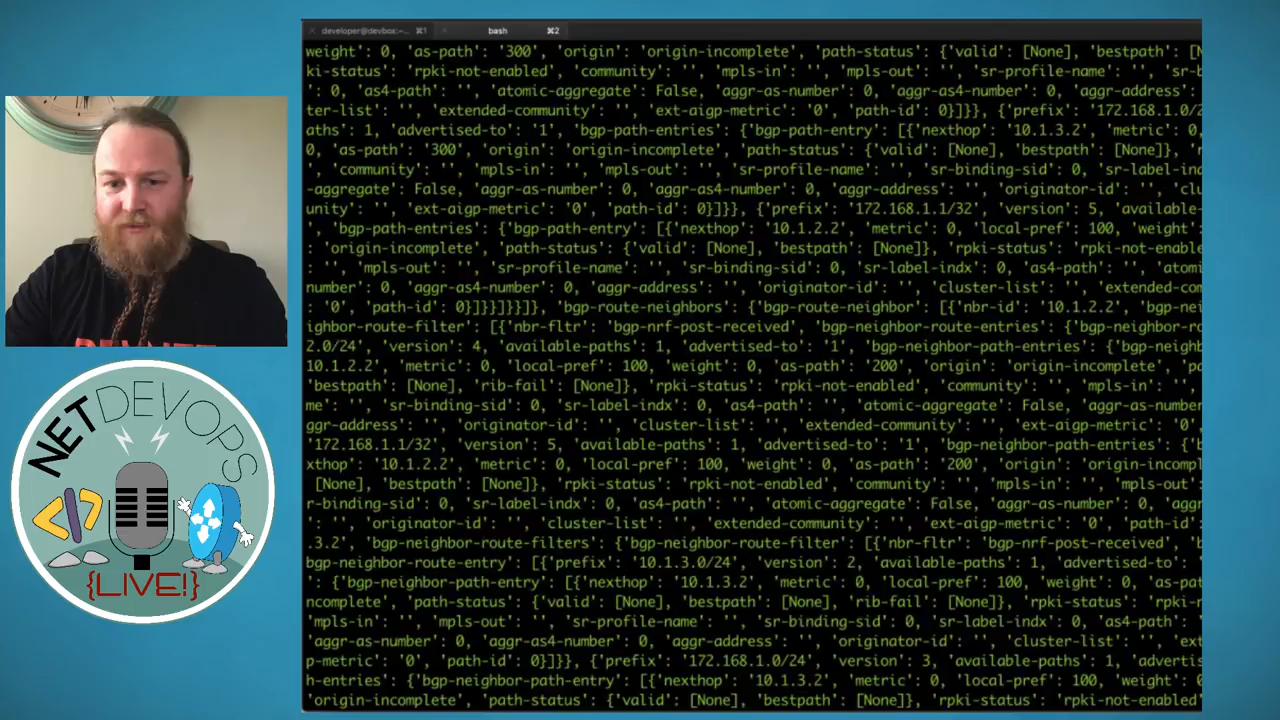 developer@devbox:~... ⌘1
bash ⌘2
weight': 0, 'as-path': '300', 'origin': 'origin-incomplete', 'path-status': {'valid': [None], 'bestpath': [N
ki-status': 'rpki-not-enabled', 'community': '', 'mpls-in': '', 'mpls-out': '', 'sr-profile-name': '', 'sr-b
': 0, 'as4-path': '', 'atomic-aggregate': False, 'aggr-as-number': 0, 'aggr-as4-number': 0, 'aggr-address':
ter-list': '', 'extended-community': '', 'ext-aigp-metric': '0', 'path-id': 0}]}}, {'prefix': '172.168.1.0/2
aths': 1, 'advertised-to': '1', 'bgp-path-entries': {'bgp-path-entry': [{'nexthop': '10.1.3.2', 'metric': 0,
0, 'as-path': '300', 'origin': 'origin-incomplete', 'path-status': {'valid': [None], 'bestpath': [None]}, 'r
'community': '', 'mpls-in': '', 'mpls-out': '', 'sr-profile-name': '', 'sr-binding-sid': 0, 'sr-label-ind
-aggregate': False, 'aggr-as-number': 0, 'aggr-as4-number': 0, 'aggr-address': '', 'originator-id': '', 'clu
unity': '', 'ext-aigp-metric': '0', 'path-id': 0}]}}, {'prefix': '172.168.1.1/32', 'version': 5, 'available-
, 'bgp-path-entries': {'bgp-path-entry': [{'nexthop': '10.1.2.2', 'metric': 0, 'local-pref': 100, 'weight':
'origin-incomplete', 'path-status': {'valid': [None], 'bestpath': [None]}, 'rpki-status': 'rpki-not-enable
: '', 'mpls-out': '', 'sr-profile-name': '', 'sr-binding-sid': 0, 'sr-label-indx': 0, 'as4-path': '', 'atomi
number': 0, 'aggr-as4-number': 0, 'aggr-address': '', 'originator-id': '', 'cluster-list': '', 'extended-com
: '0', 'path-id': 0}]}]}]}]}, 'bgp-route-neighbors': {'bgp-route-neighbor': [{'nbr-id': '10.1.2.2', 'bgp-nei
ighbor-route-filter': [{'nbr-fltr': 'bgp-nrf-post-received', 'bgp-neighbor-route-entries': {'bgp-neighbor-ro
2.0/24', 'version': 4, 'available-paths': 1, 'advertised-to': '1', 'bgp-neighbor-path-entries': {'bgp-neighb
10.1.2.2', 'metric': 0, 'local-pref': 100, 'weight': 0, 'as-path': '200', 'origin': 'origin-incomplete', 'pa
'bestpath': [None], 'rib-fail': [None]}, 'rpki-status': 'rpki-not-enabled', 'community': '', 'mpls-in': '',
me': '', 'sr-binding-sid': 0, 'sr-label-indx': 0, 'as4-path': '', 'atomic-aggregate': False, 'aggr-as-number
ggr-address': '', 'originator-id': '', 'cluster-list': '', 'extended-community': '', 'ext-aigp-metric': '0',
'172.168.1.1/32', 'version': 5, 'available-paths': 1, 'advertised-to': '1', 'bgp-neighbor-path-entries': {'b
xthop': '10.1.2.2', 'metric': 0, 'local-pref': 100, 'weight': 0, 'as-path': '200', 'origin': 'origin-incompl
[None], 'bestpath': [None]}, 'rpki-status': 'rpki-not-enabled', 'community': '', 'mpls-in': '', 'mpls-out':
r-binding-sid': 0, 'sr-label-indx': 0, 'as4-path': '', 'atomic-aggregate': False, 'aggr-as-number': 0, 'aggr
'', 'originator-id': '', 'cluster-list': '', 'extended-community': '', 'ext-aigp-metric': '0', 'path-id':
.3.2', 'bgp-neighbor-route-filters': {'bgp-neighbor-route-filter': [{'nbr-fltr': 'bgp-nrf-post-received', 'b
bgp-neighbor-route-entry': [{'prefix': '10.1.3.0/24', 'version': 2, 'available-paths': 1, 'advertised-to':
': {'bgp-neighbor-path-entry': [{'nexthop': '10.1.3.2', 'metric': 0, 'local-pref': 100, 'weight': 0, 'as-pat
ncomplete', 'path-status': {'valid': [None], 'bestpath': [None], 'rib-fail': [None]}, 'rpki-status': 'rpki-n
'mpls-in': '', 'mpls-out': '', 'sr-profile-name': '', 'sr-binding-sid': 0, 'sr-label-indx': 0, 'as4-path':
'aggr-as-number': 0, 'aggr-as4-number': 0, 'aggr-address': '', 'originator-id': '', 'cluster-list': '', 'ext
p-metric': '0', 'path-id': 0}]}}, {'prefix': '172.168.1.0/24', 'version': 3, 'available-paths': 1, 'advertis
h-entries': {'bgp-neighbor-path-entry': [{'nexthop': '10.1.3.2', 'metric': 0, 'local-pref': 100, 'weight': 0
'origin-incomplete', 'path-status': {'valid': [None], 'bestpath': [None]}, 'rpki-status': 'rpki-not-enabled'
NETDEVOPS
</>
{LIVE!}